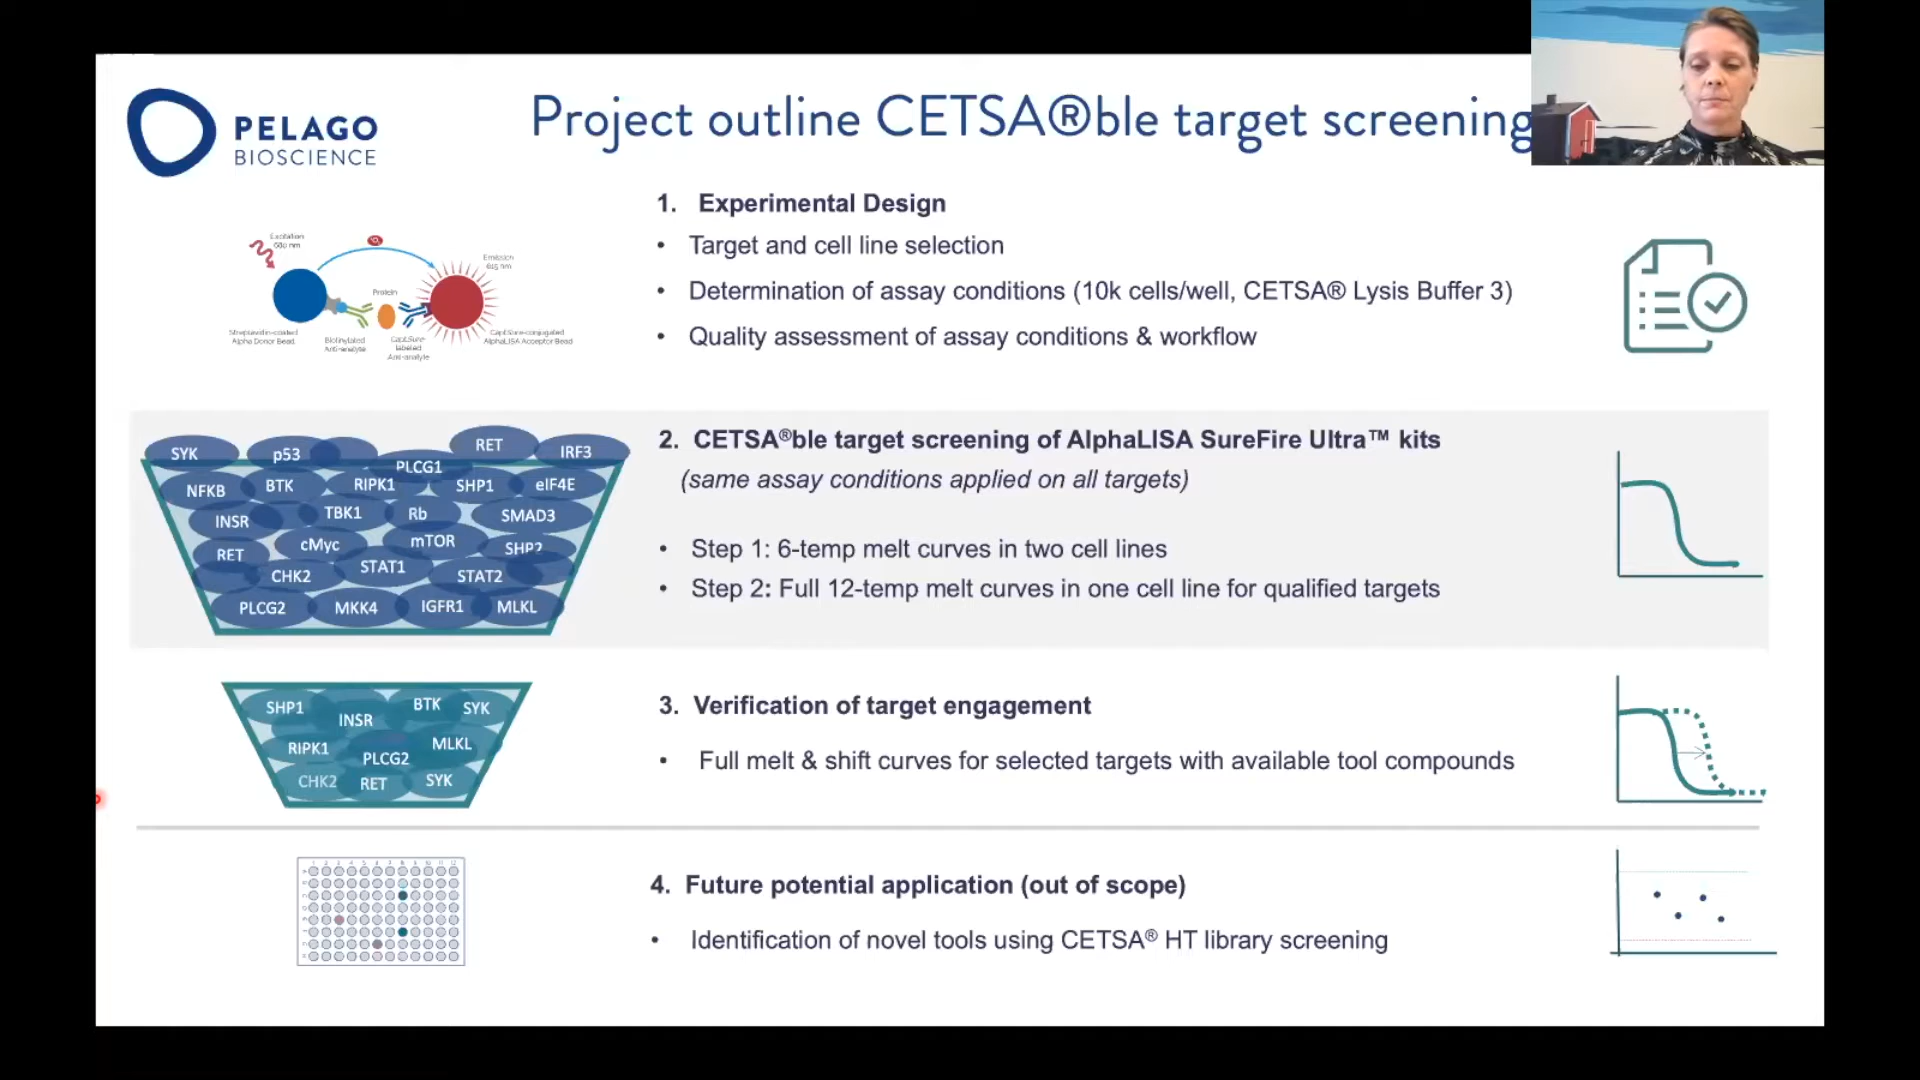 PELAGO
BIOSCIENCE
Project outline CETSA®ble target screening
1. Experimental Design
• Target and cell line selection
• Determination of assay conditions (10k cells/well, CETSA® Lysis Buffer 3)
• Quality assessment of assay conditions & workflow
Excitation
680 nm
Emission
615 nm
Protein
Streptavidin-coated
Alpha Donor Bead
Biotinylated
Anti-analyte
CaptSure-
labeled
Anti-analyte
CaptSure-conjugated
AlphaLISA Acceptor Bead
2. CETSA®ble target screening of AlphaLISA SureFire Ultra™ kits
(same assay conditions applied on all targets)
• Step 1: 6-temp melt curves in two cell lines
• Step 2: Full 12-temp melt curves in one cell line for qualified targets
SYK p53 RET IRF3
PLCG1
NFKB BTK RIPK1 SHP1 eIF4E
INSR TBK1 Rb SMAD3
RET cMyc mTOR SHP2
CHK2 STAT1 STAT2
PLCG2 MKK4 IGFR1 MLKL
3. Verification of target engagement
• Full melt & shift curves for selected targets with available tool compounds
SHP1 INSR BTK SYK
RIPK1 PLCG2 MLKL
CHK2 RET SYK
4. Future potential application (out of scope)
• Identification of novel tools using CETSA® HT library screening